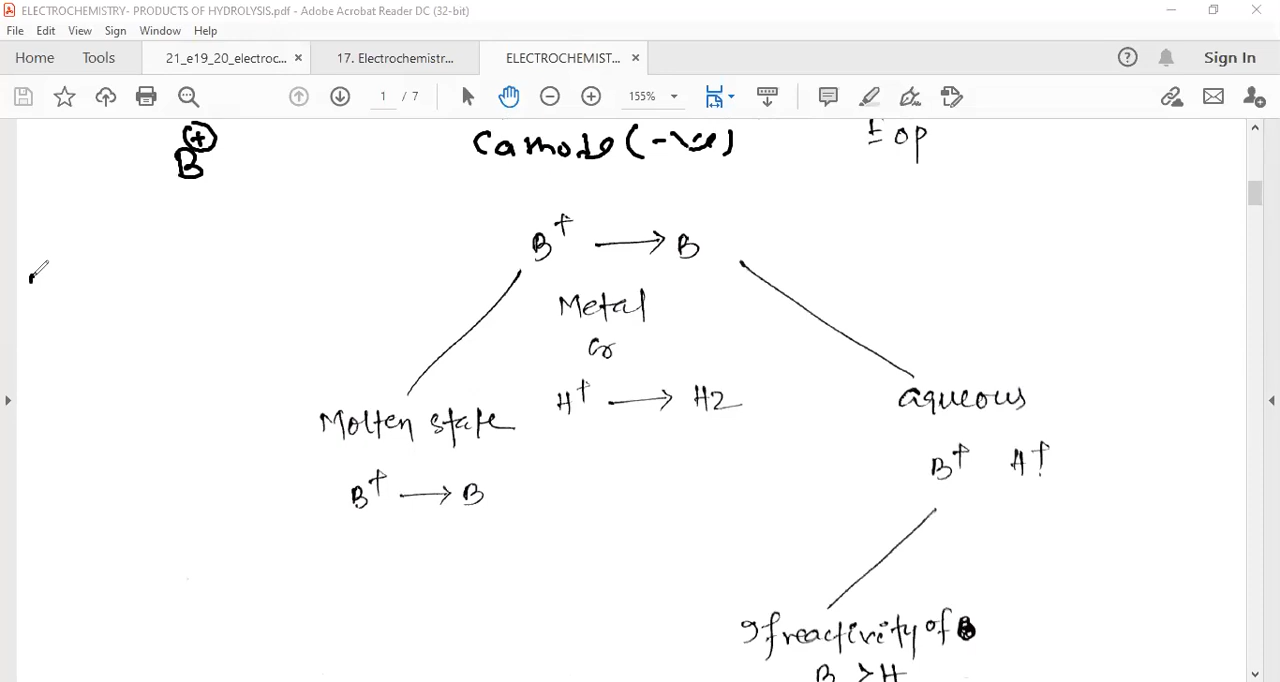 ELECTROCHEMISTRY- PRODUCTS OF HYDROLYSIS.pdf - Adobe Acrobat Reader DC (32-bit)
File Edit View Sign Window Help
Home Tools 21_e19_20_electroc... × 17. Electrochemistr... ELECTROCHEMIST... × Sign In
1 / 7 155%
B⊕ Camode (-ve) ± op
B† → B
Metal
or
H† → H2
Molten state
aqueous
B† H†
B† → B
If reactivity of B
B > H